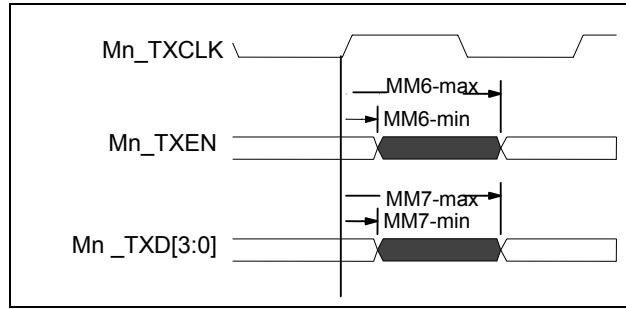 Mn_TXCLK
MM6-max
MM6-min
Mn_TXEN
MM7-max
MM7-min
Mn _TXD[3:0]